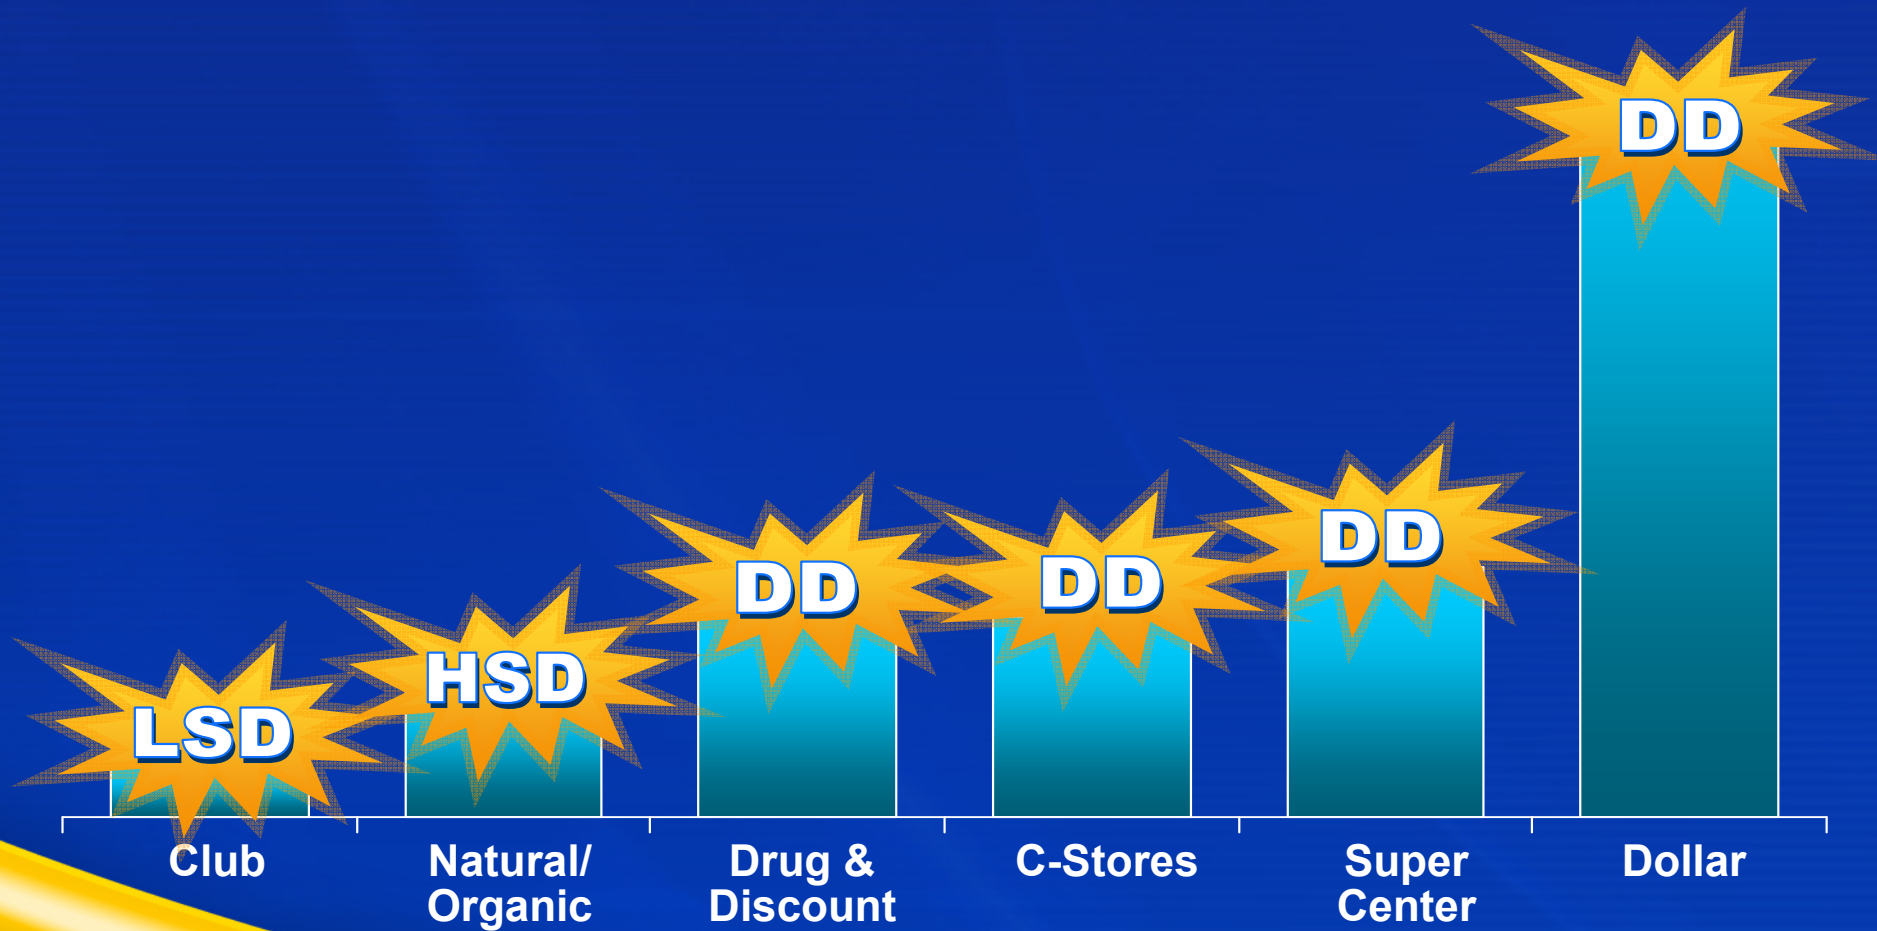 DD
DD
DD
DD
HSD
LSD
Club
Natural/
Organic
Drug &
Discount
C-Stores
Super
Center
Dollar